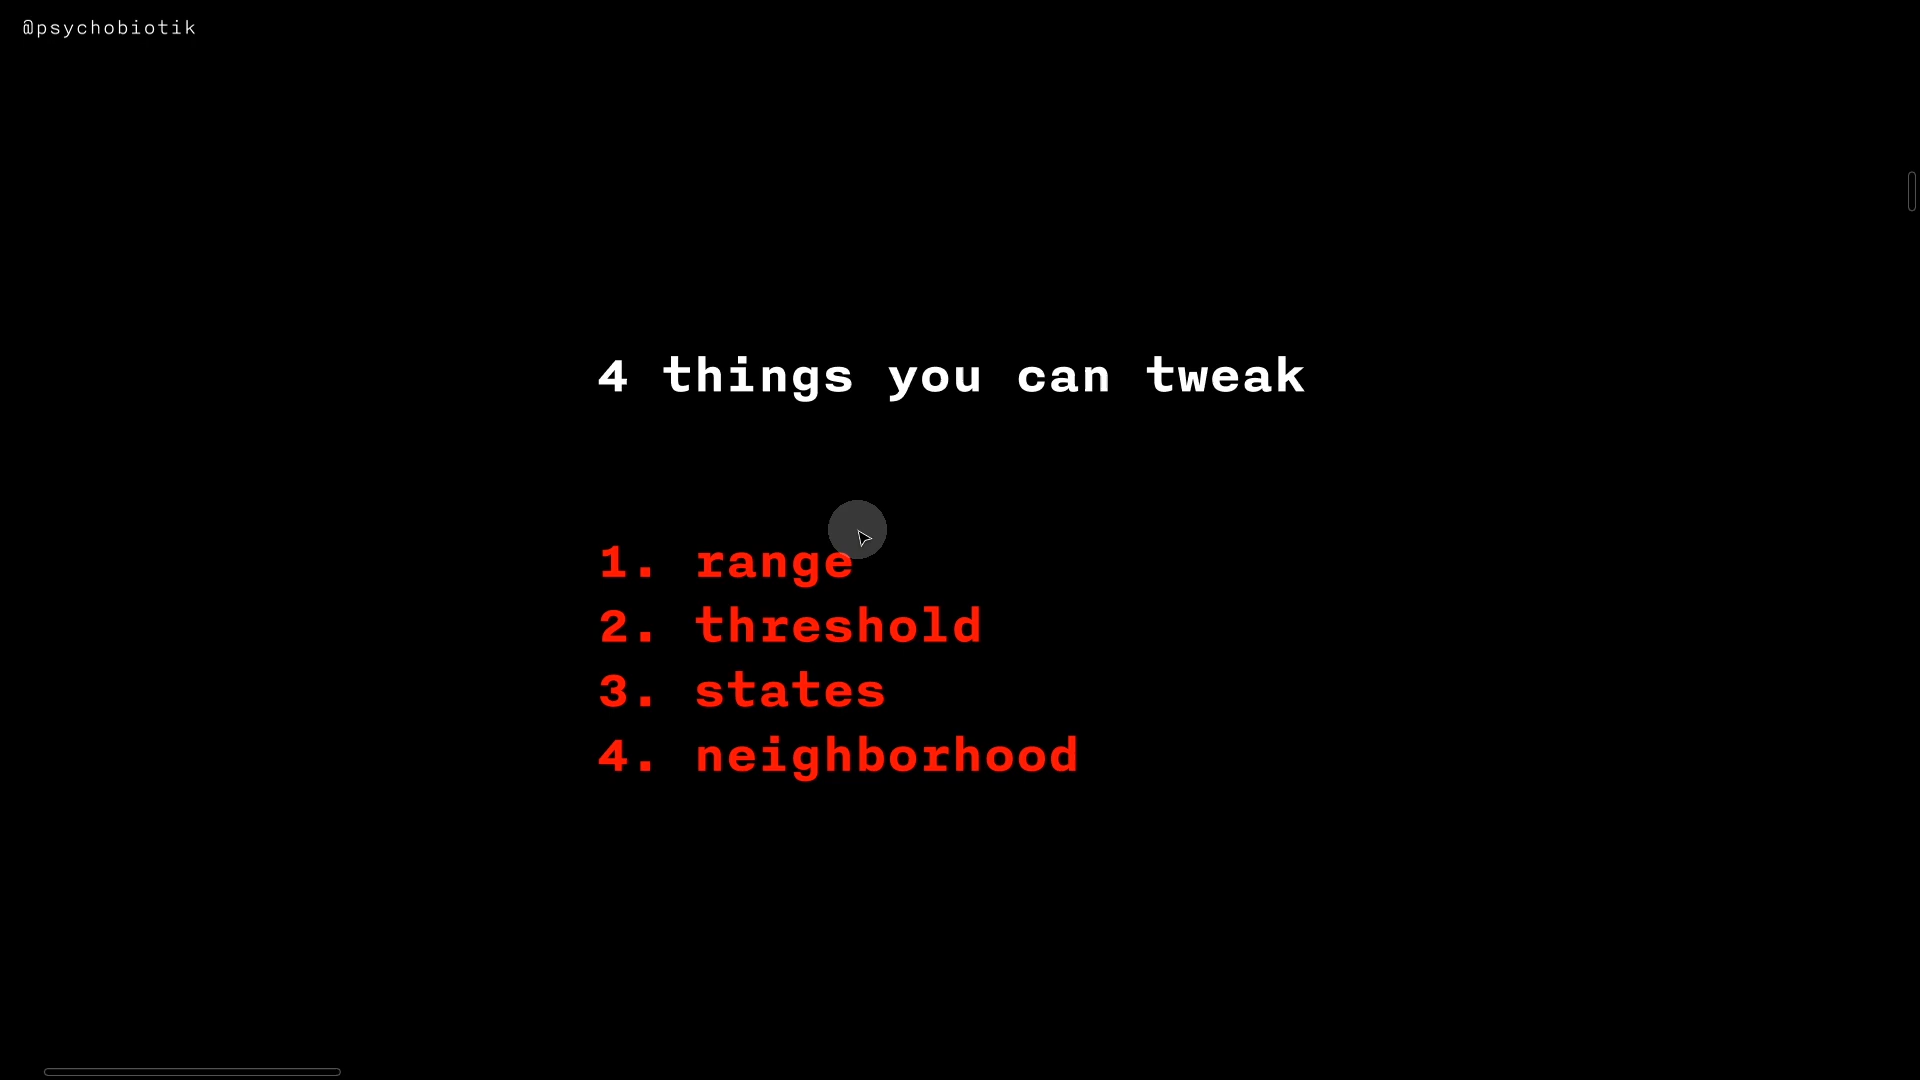 @psychobiotik
4 things you can tweak
1. range
2. threshold
3. states
4. neighborhood